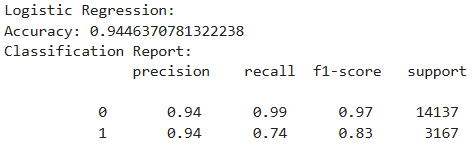 Logistic Regression:
Accuracy: 0.9446370781322238
Classification Report:
precision recall f1-score support
0 0.94 0.99 0.97 14137
1 0.94 0.74 0.83 3167